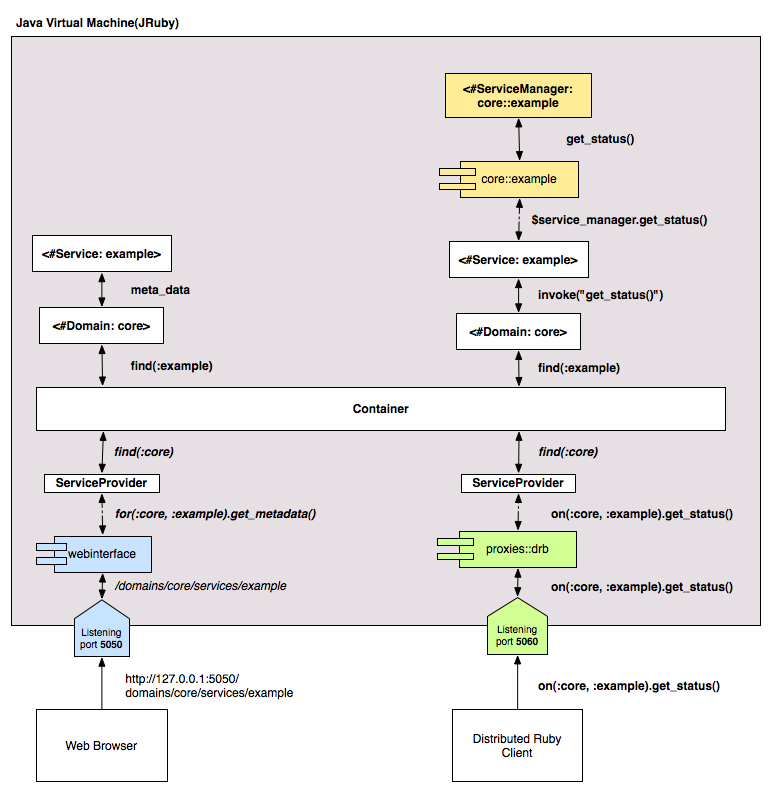 Java Virtual Machine(JRuby)
<#ServiceManager:
core::example
get_status()
core::example
$service_manager.get_status()
<#Service: example>
<#Service: example>
meta_data
invoke("get_status()")
<#Domain: core>
<#Domain: core>
find(:example)
find(:example)
Container
find(:core)
find(:core)
ServiceProvider
ServiceProvider
for(:core, :example).get_metadata()
on(:core, :example).get_status()
webinterface
proxies::drb
/domains/core/services/example
on(:core, :example).get_status()
Listening
port 5050
Listening
port 5060
http://127.0.0.1:5050/
domains/core/services/example
on(:core, :example).get_status()
Web Browser
Distributed Ruby
Client